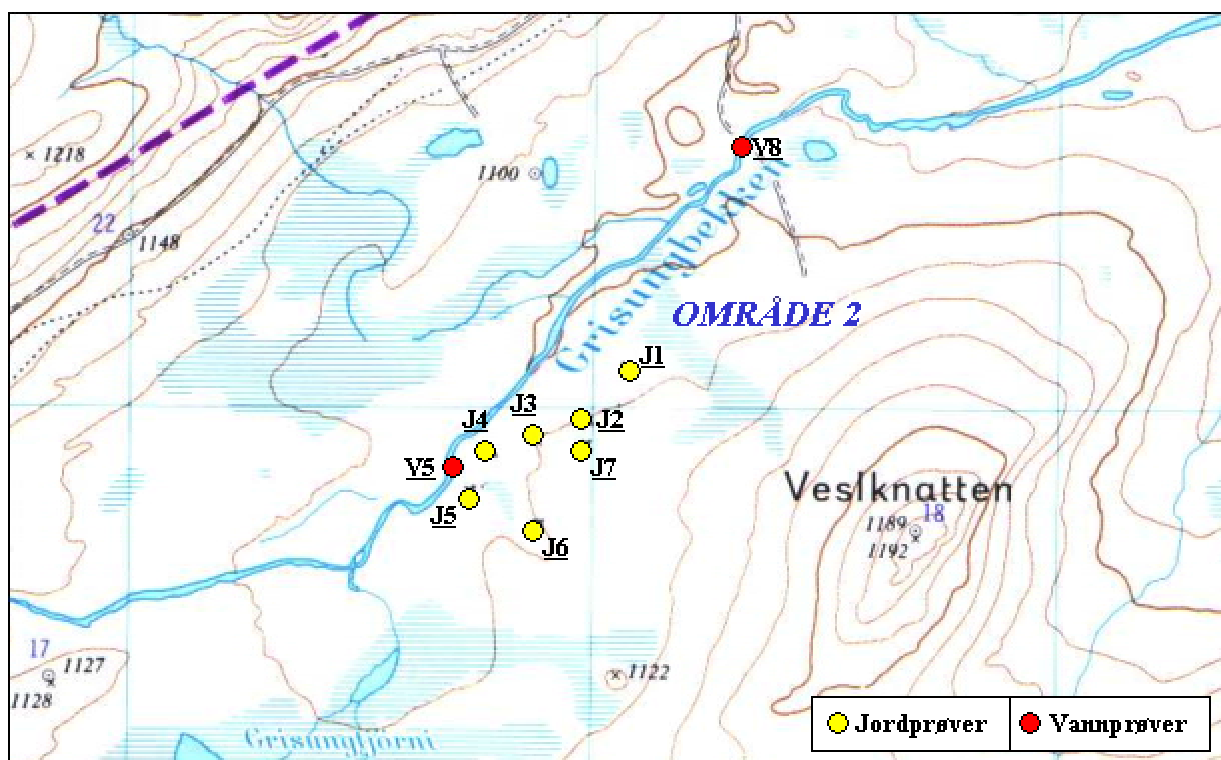 1218
22
1148
1100
V8
Grisungbekken
OMRÅDE 2
J1
J3
J4
J2
J7
V5
J5
J6
Veslknatten
1189
18
1192
17
1127
1128
1122
Grisungtjorni
Jordprøver
Vannprøver